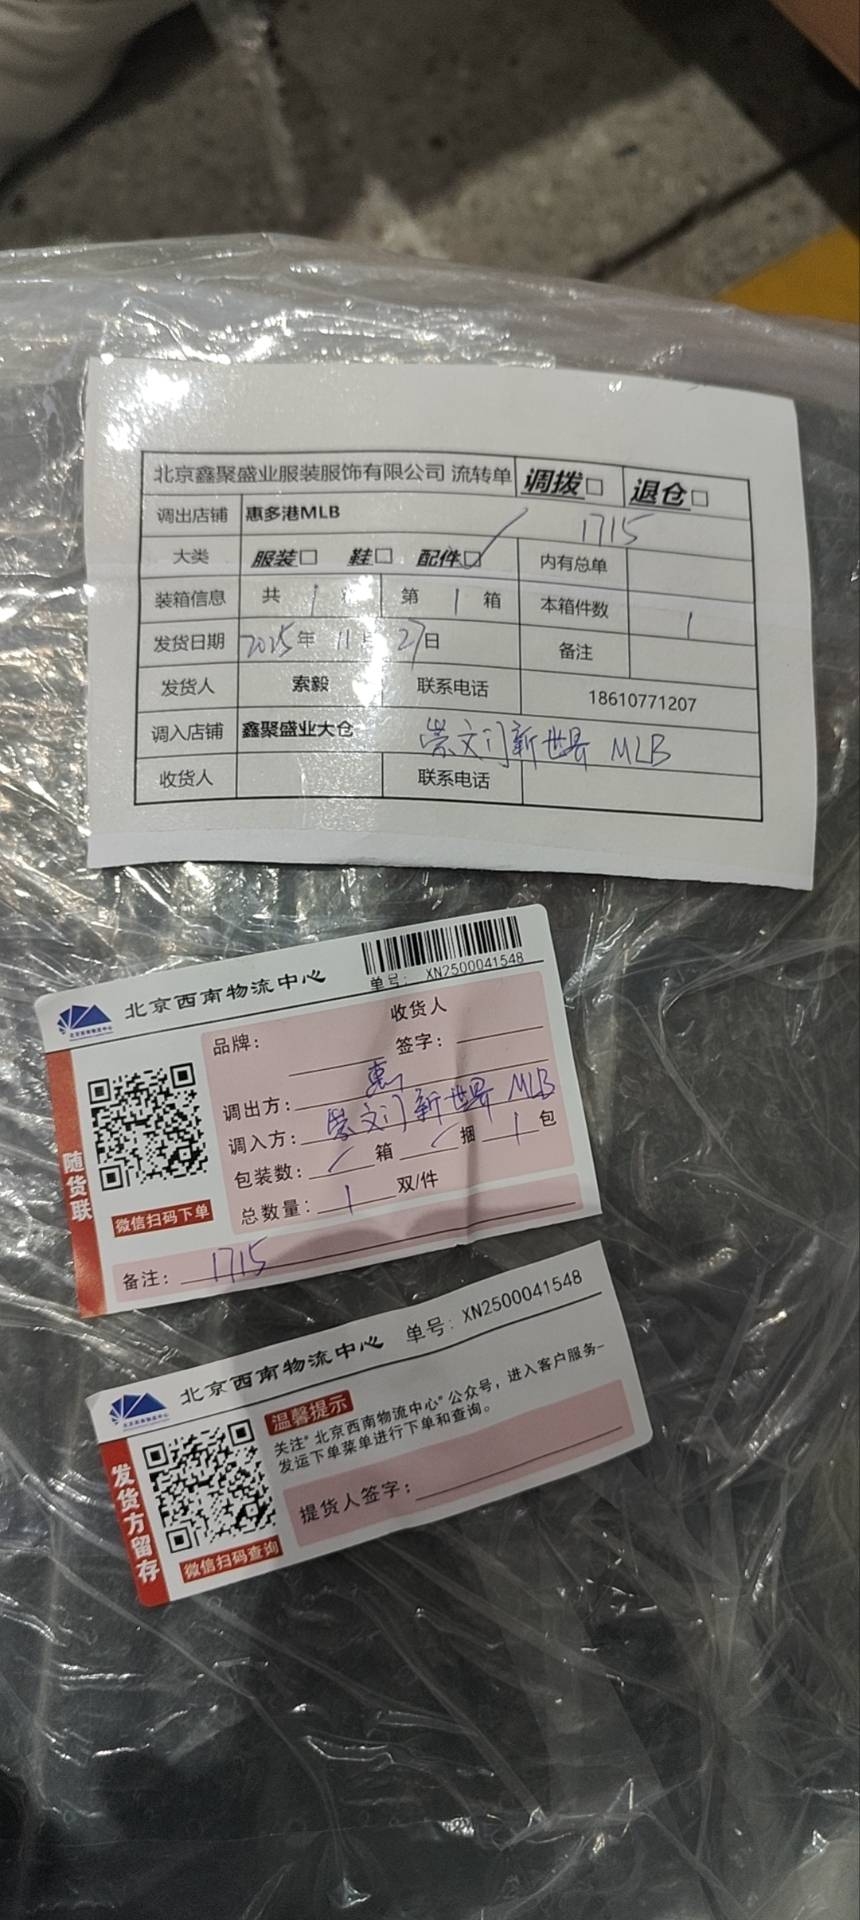 北京鑫聚盛业服装服饰有限公司 流转单 调拨□ 退仓□
调出店铺 惠多港MLB 1715
大类 服装□ 鞋□ 配件□ 内有总单
装箱信息 共 1 箱 第 1 箱 本箱件数 1
发货日期 2025年 11月 27日 备注
发货人 索毅 联系电话 18610771207
调入店铺 鑫聚盛业大仓 崇文门新世界 MLB
收货人 联系电话
北京西南物流中心
单号: XN2500041548
品牌:
收货人
签字:
调出方: 惠
调入方: 崇文门新世界 MLB
包装数: / 箱 / 捆 1 包
总数量: 1 双/件
备注: 1715
随货联
微信扫码下单
北京西南物流中心 单号: XN2500041548
温馨提示
关注"北京西南物流中心"公众号，进入客户服务-
发运下单菜单进行下单和查询。
提货人签字:
发货方留存
微信扫码查询